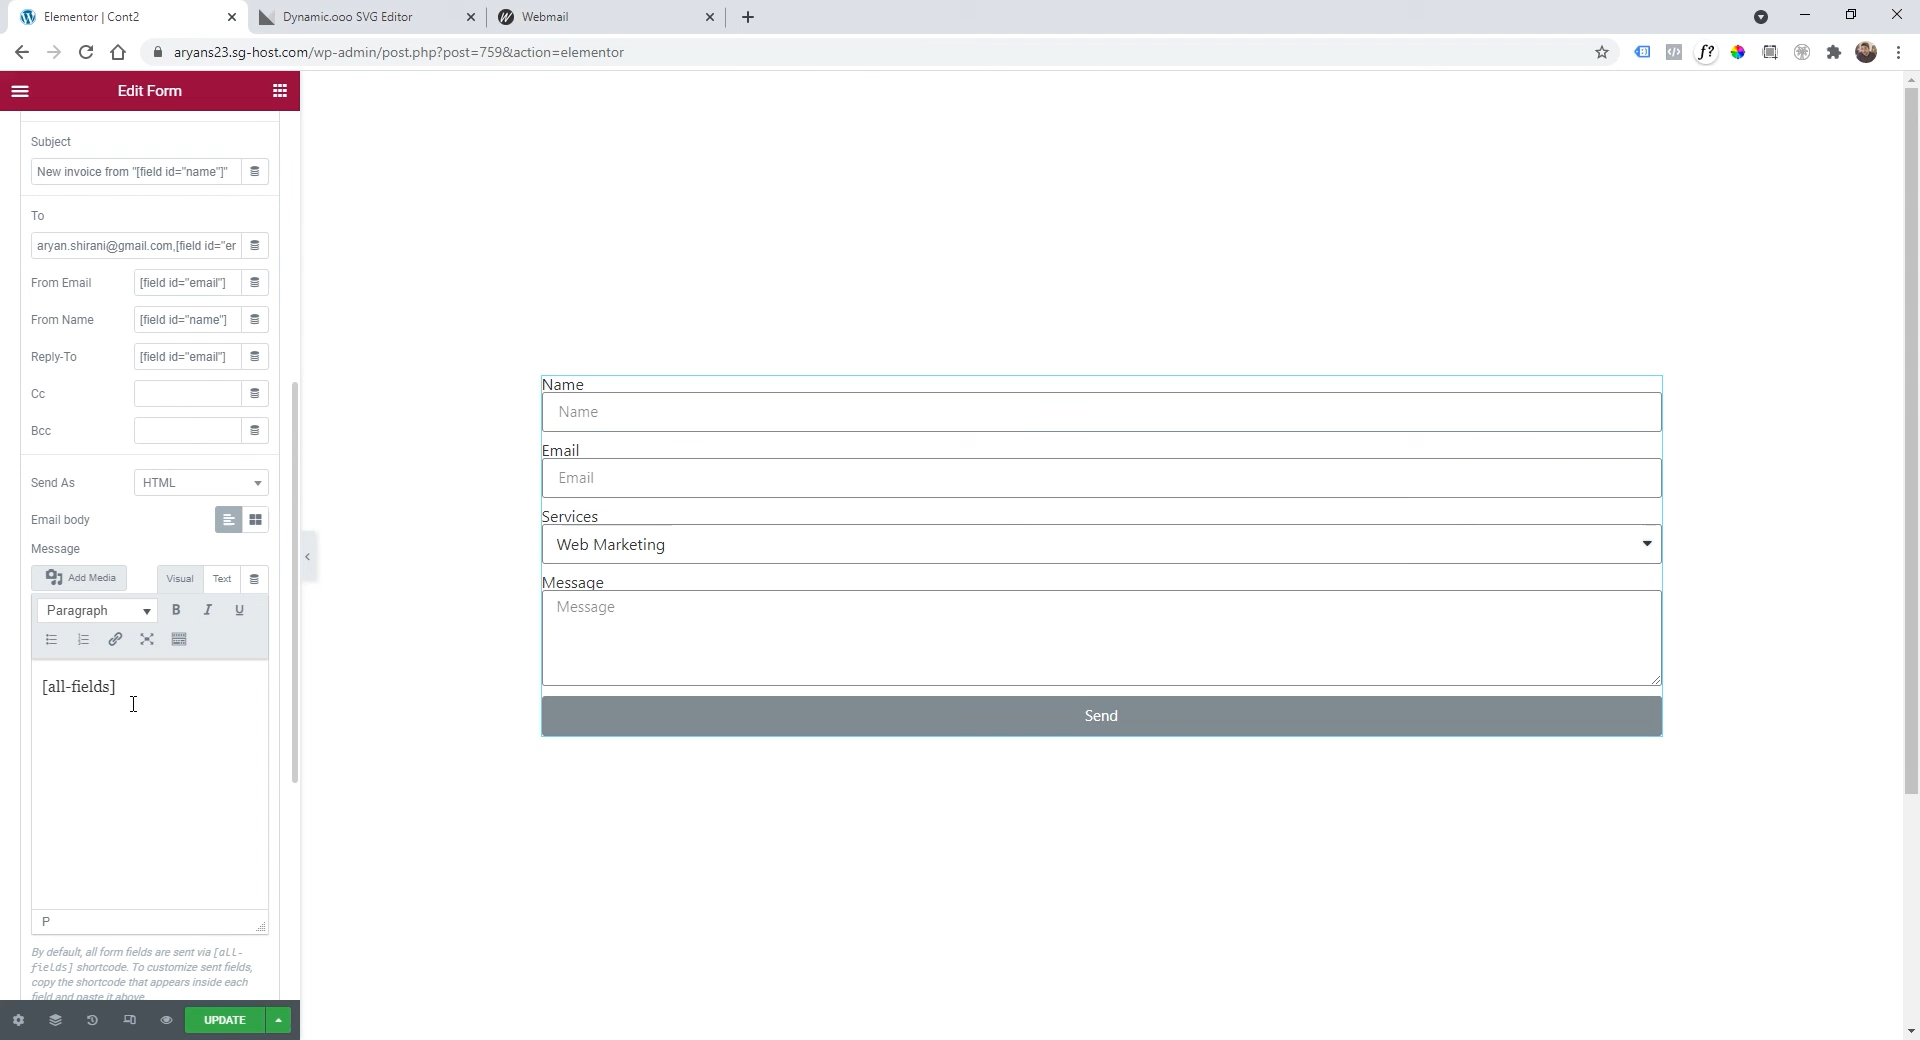 Elementor | Cont2
Dynamic.ooo SVG Editor
Webmail
aryans23.sg-host.com/wp-admin/post.php?post=759&action=elementor
f?
Edit Form
Subject
New invoice from "[field id="name"]"
To
aryan.shirani@gmail.com,[field id="er
From Email
[field id="email"]
From Name
[field id="name"]
Reply-To
[field id="email"]
Cc
Bcc
Send As
HTML
Email body
Message
Add Media
Visual
Text
Paragraph
B I U
[all-fields]
P
By default, all form fields are sent via [all-
fields] shortcode. To customize sent fields,
copy the shortcode that appears inside each
field and paste it above.
UPDATE
Name
Name
Email
Email
Services
Web Marketing
Message
Message
Send